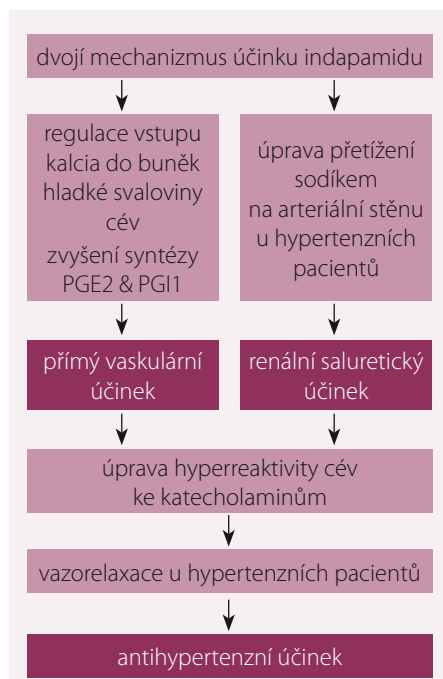 dvojí mechanizmus účinku indapamidu
regulace vstupu
kalcia do buněk
hladké svaloviny
cév
zvýšení syntézy
PGE2 & PGI1
úprava přetížení
sodíkem
na arteriální stěnu
u hypertenzních
pacientů
přímý vaskulární
účinek
renální saluretický
účinek
úprava hyperreaktivity cév
ke katecholaminům
vazorelaxace u hypertenzních pacientů
antihypertenzní účinek